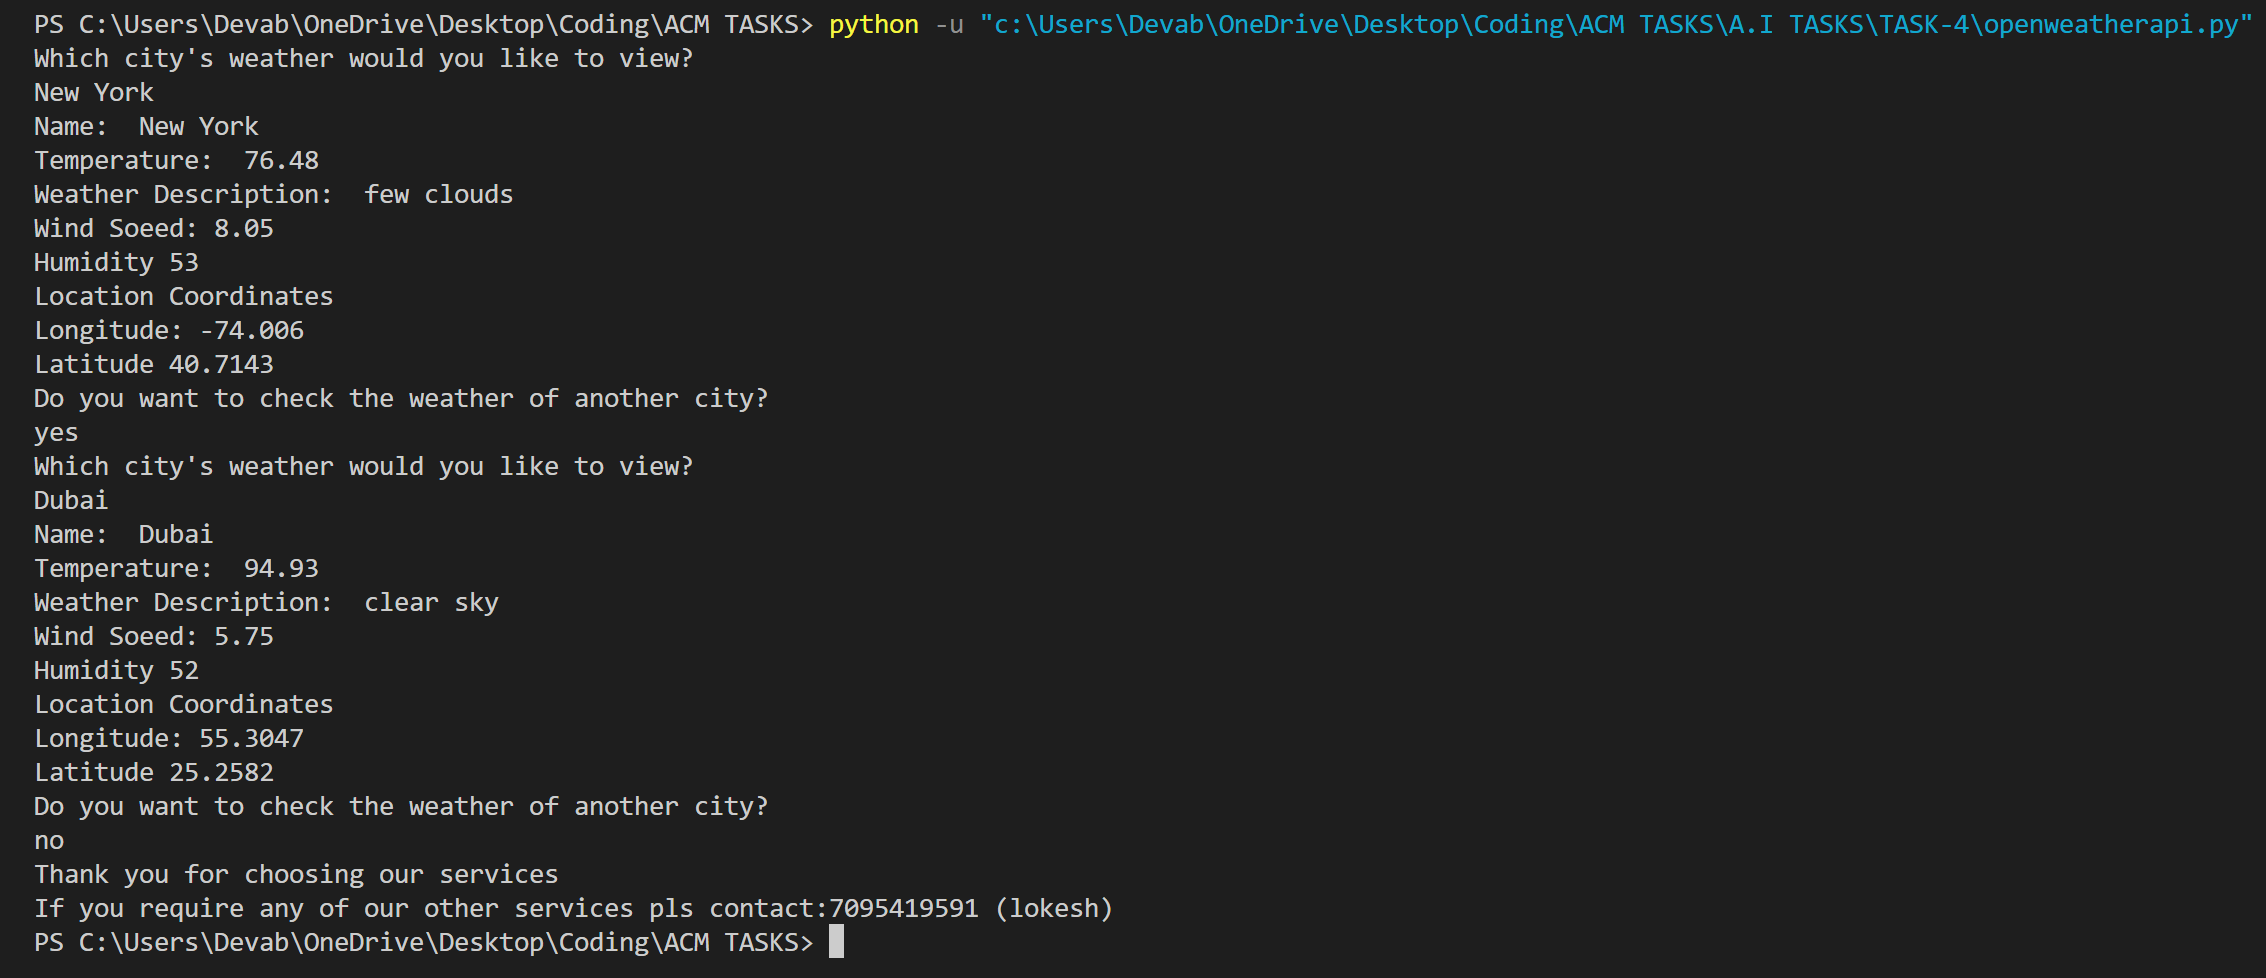 PS C:\Users\Devab\OneDrive\Desktop\Coding\ACM TASKS> python -u "c:\Users\Devab\OneDrive\Desktop\Coding\ACM TASKS\A.I TASKS\TASK-4\openweatherapi.py"
Which city's weather would you like to view?
New York
Name:  New York
Temperature:  76.48
Weather Description:  few clouds
Wind Soeed: 8.05
Humidity 53
Location Coordinates
Longitude: -74.006
Latitude 40.7143
Do you want to check the weather of another city?
yes
Which city's weather would you like to view?
Dubai
Name:  Dubai
Temperature:  94.93
Weather Description:  clear sky
Wind Soeed: 5.75
Humidity 52
Location Coordinates
Longitude: 55.3047
Latitude 25.2582
Do you want to check the weather of another city?
no
Thank you for choosing our services
If you require any of our other services pls contact:7095419591 (lokesh)
PS C:\Users\Devab\OneDrive\Desktop\Coding\ACM TASKS>